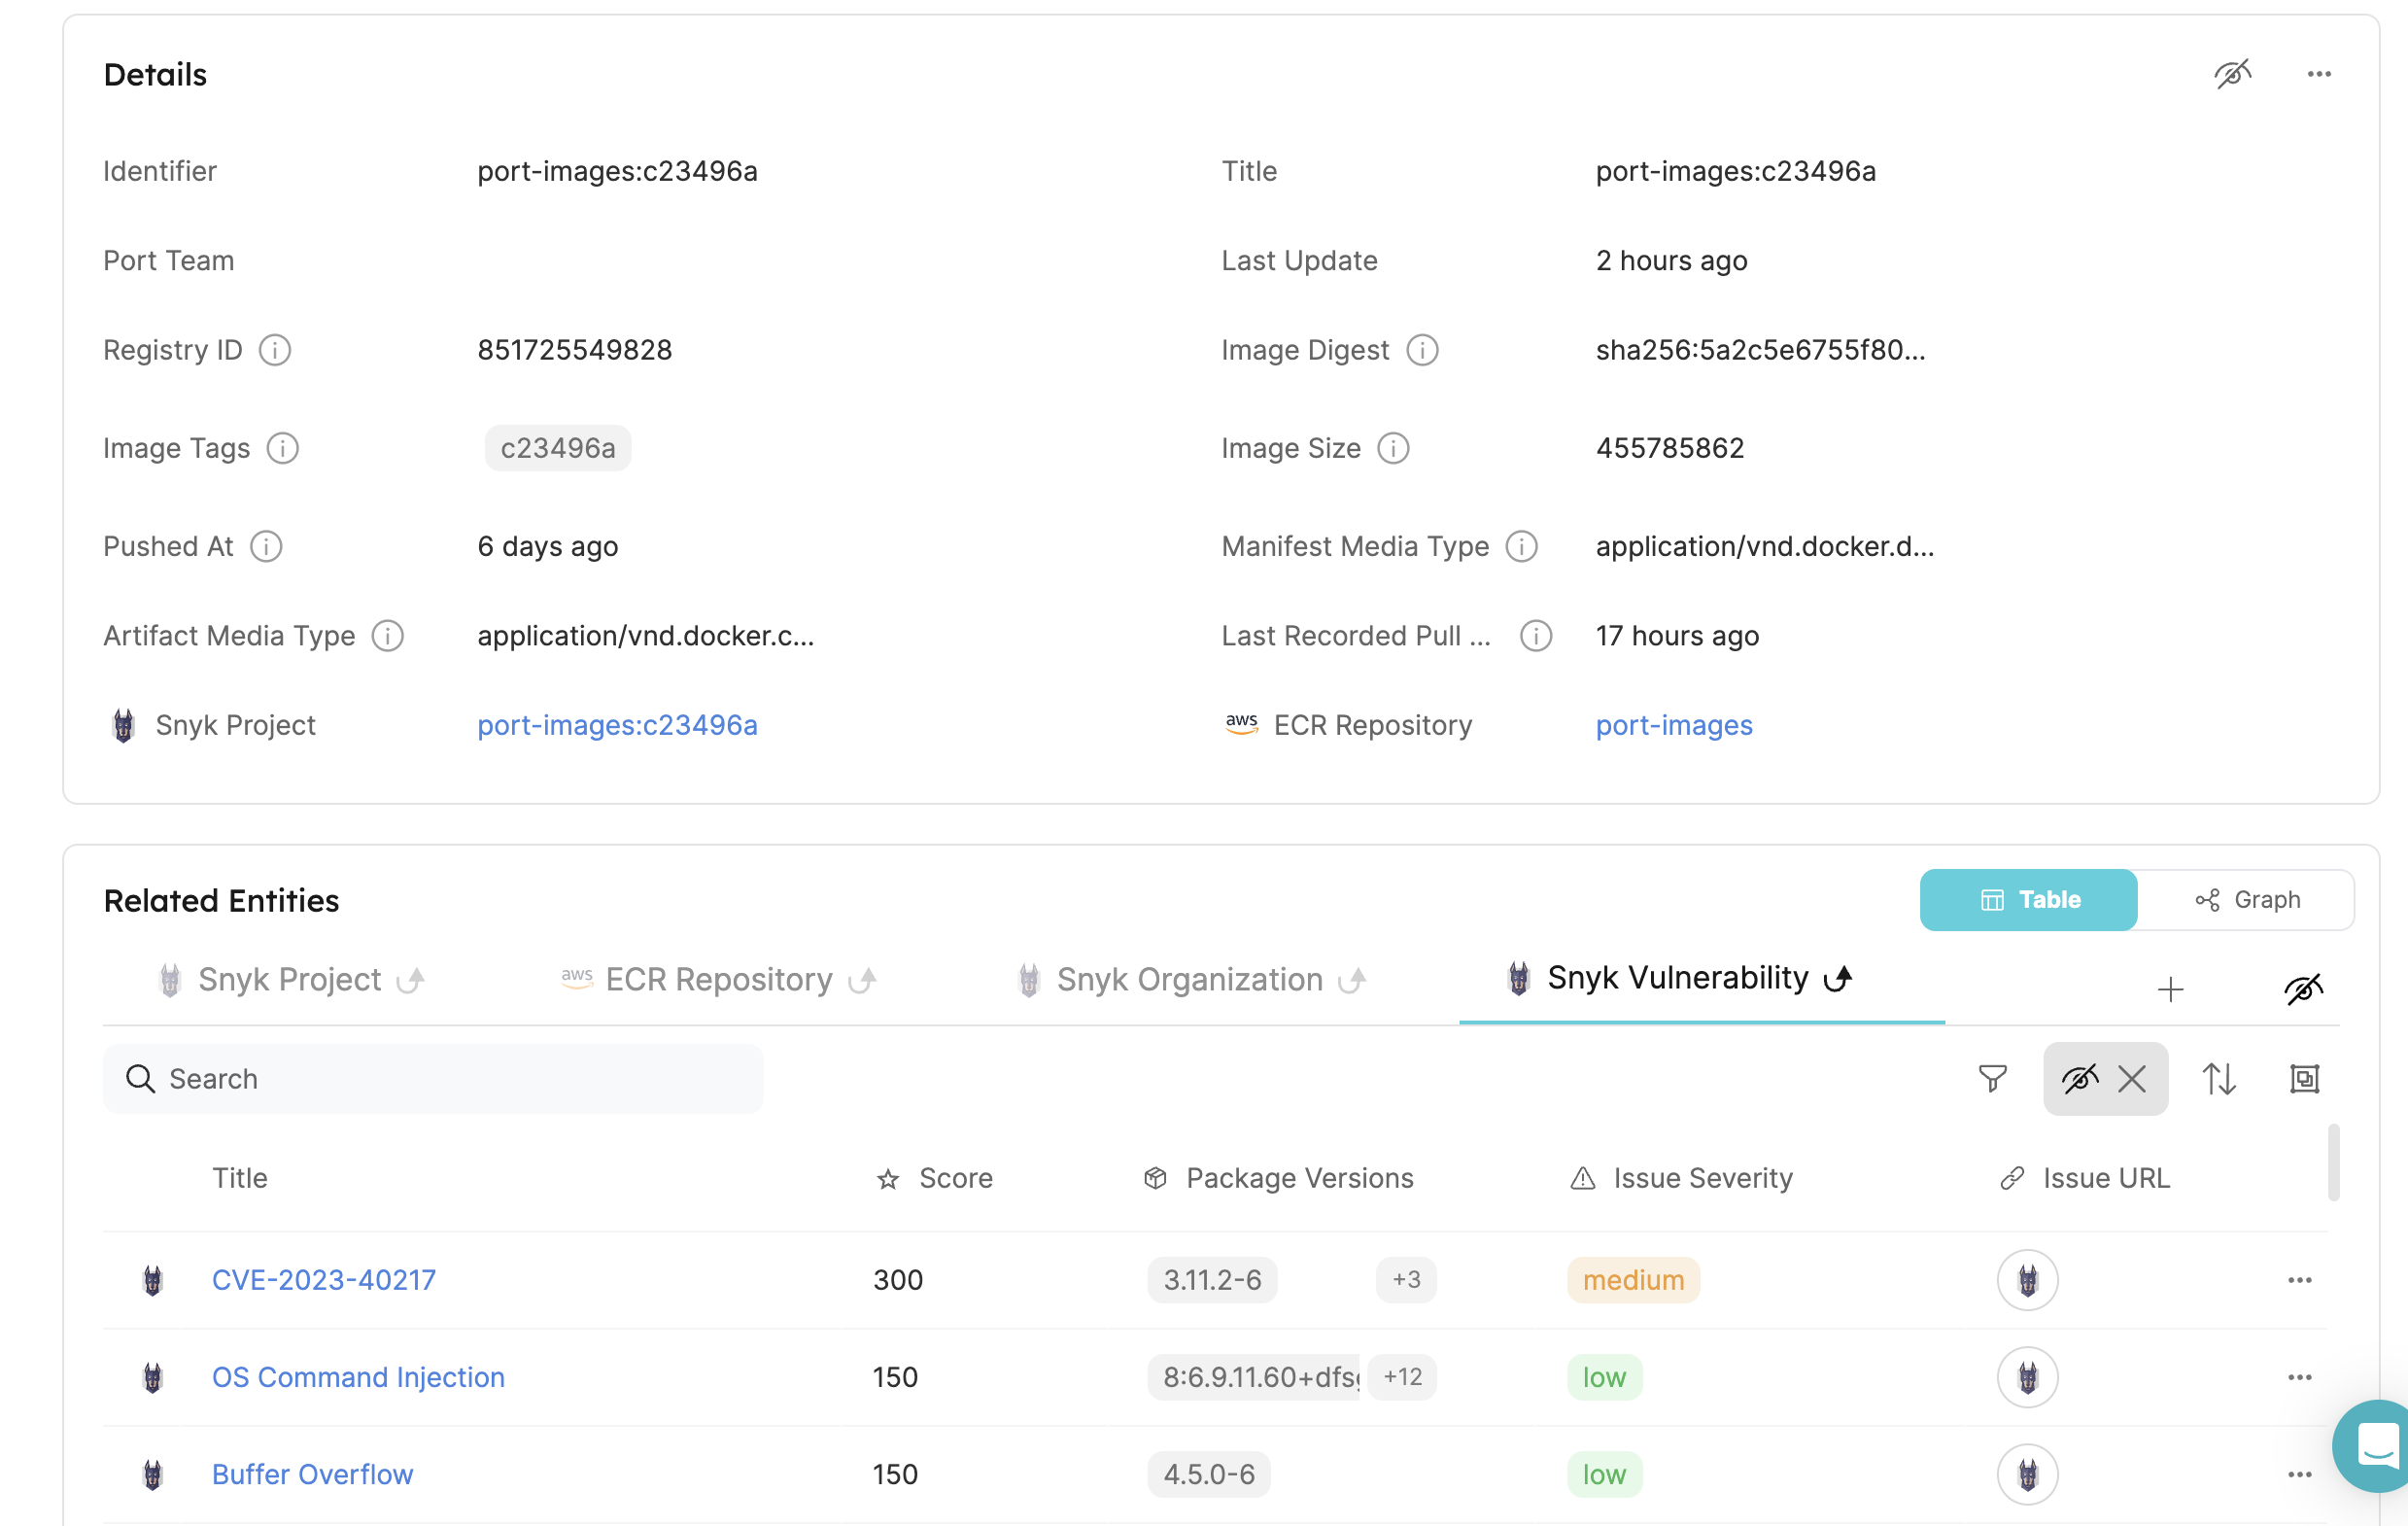 Details
Identifier port-images:c23496a Title port-images:c23496a
Port Team Last Update 2 hours ago
Registry ID 851725549828 Image Digest sha256:5a2c5e6755f80...
Image Tags c23496a Image Size 455785862
Pushed At 6 days ago Manifest Media Type application/vnd.docker.d...
Artifact Media Type application/vnd.docker.c... Last Recorded Pull ... 17 hours ago
Snyk Project port-images:c23496a aws ECR Repository port-images
Related Entities Table Graph
Snyk Project aws ECR Repository Snyk Organization Snyk Vulnerability
Search
Title Score Package Versions Issue Severity Issue URL
CVE-2023-40217 300 3.11.2-6 +3 medium
OS Command Injection 150 8:6.9.11.60+dfs +12 low
Buffer Overflow 150 4.5.0-6 low